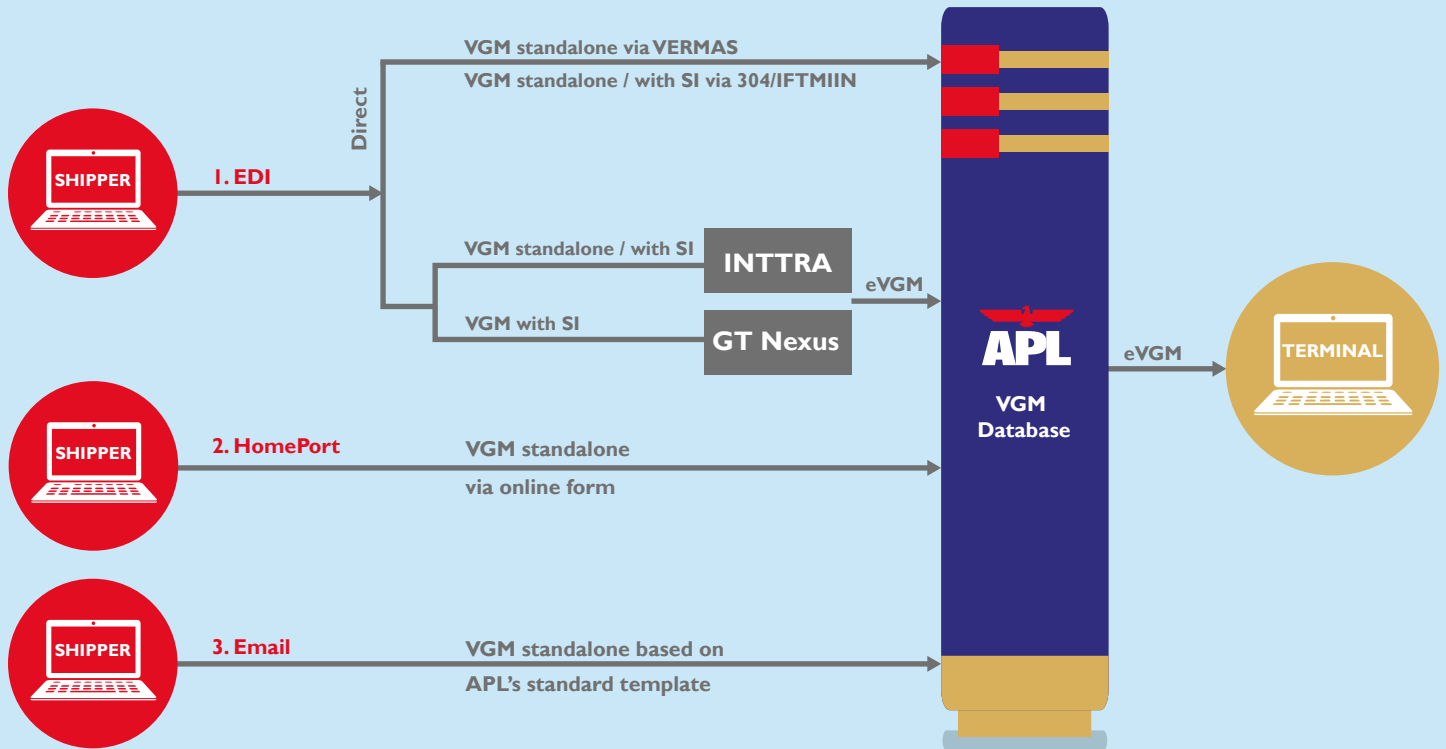 VGM standalone via VERMAS
VGM standalone / with SI via 304/IFTMIIN
Direct
SHIPPER
1. EDI
VGM standalone / with SI
INTTRA
eVGM
VGM with SI
GT Nexus
APL
VGM
Database
eVGM
TERMINAL
SHIPPER
2. HomePort
VGM standalone
via online form
SHIPPER
3. Email
VGM standalone based on
APL's standard template